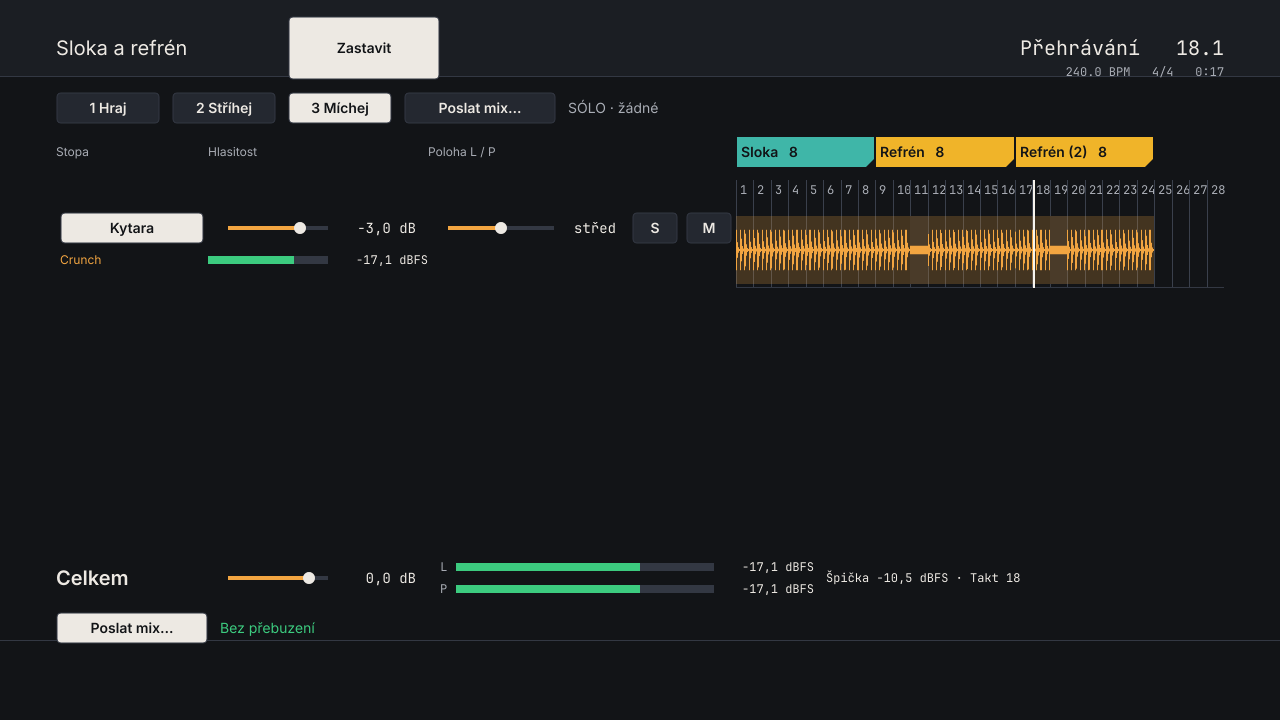 Sloka a refrén Zastavit Přehrávání 18.1
240.0 BPM 4/4 0:17
1 Hraj 2 Stříhej 3 Míchej Poslat mix… SÓLO · žádné
Stopa Hlasitost Poloha L / P Sloka 8 Refrén 8 Refrén (2) 8
1 2 3 4 5 6 7 8 9 10 11 12 13 14 15 16 17 18 19 20 21 22 23 24 25 26 27 28
Kytara -3,0 dB střed S M
Crunch -17,1 dBFS
L -17,1 dBFS
Celkem 0,0 dB Špička -10,5 dBFS · Takt 18
P -17,1 dBFS
Poslat mix… Bez přebuzení